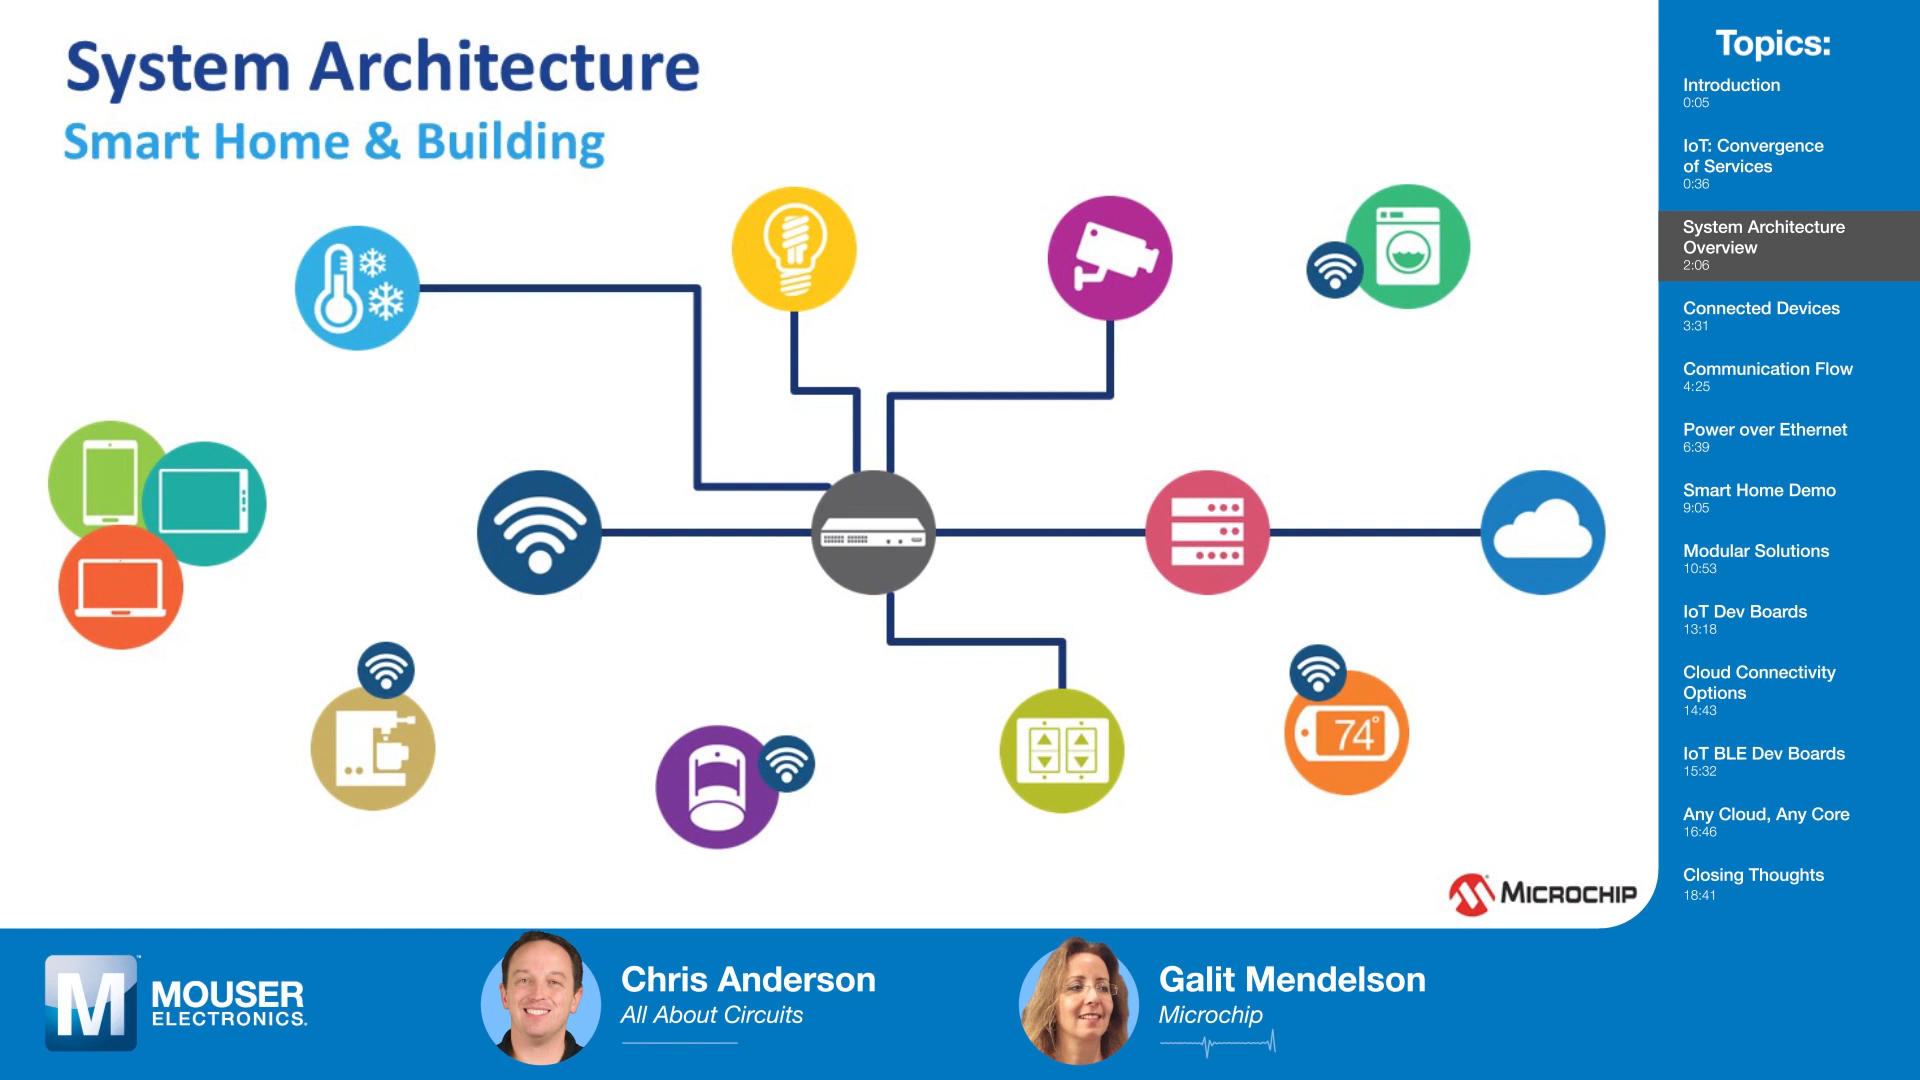 System Architecture
Smart Home & Building
74°
MICROCHIP
Topics:
Introduction
0:05
IoT: Convergence
of Services
0:36
System Architecture
Overview
2:06
Connected Devices
3:31
Communication Flow
4:25
Power over Ethernet
6:39
Smart Home Demo
9:05
Modular Solutions
10:53
IoT Dev Boards
13:18
Cloud Connectivity
Options
14:43
IoT BLE Dev Boards
15:32
Any Cloud, Any Core
16:46
Closing Thoughts
18:41
M™
MOUSER
ELECTRONICS.
Chris Anderson
All About Circuits
Galit Mendelson
Microchip